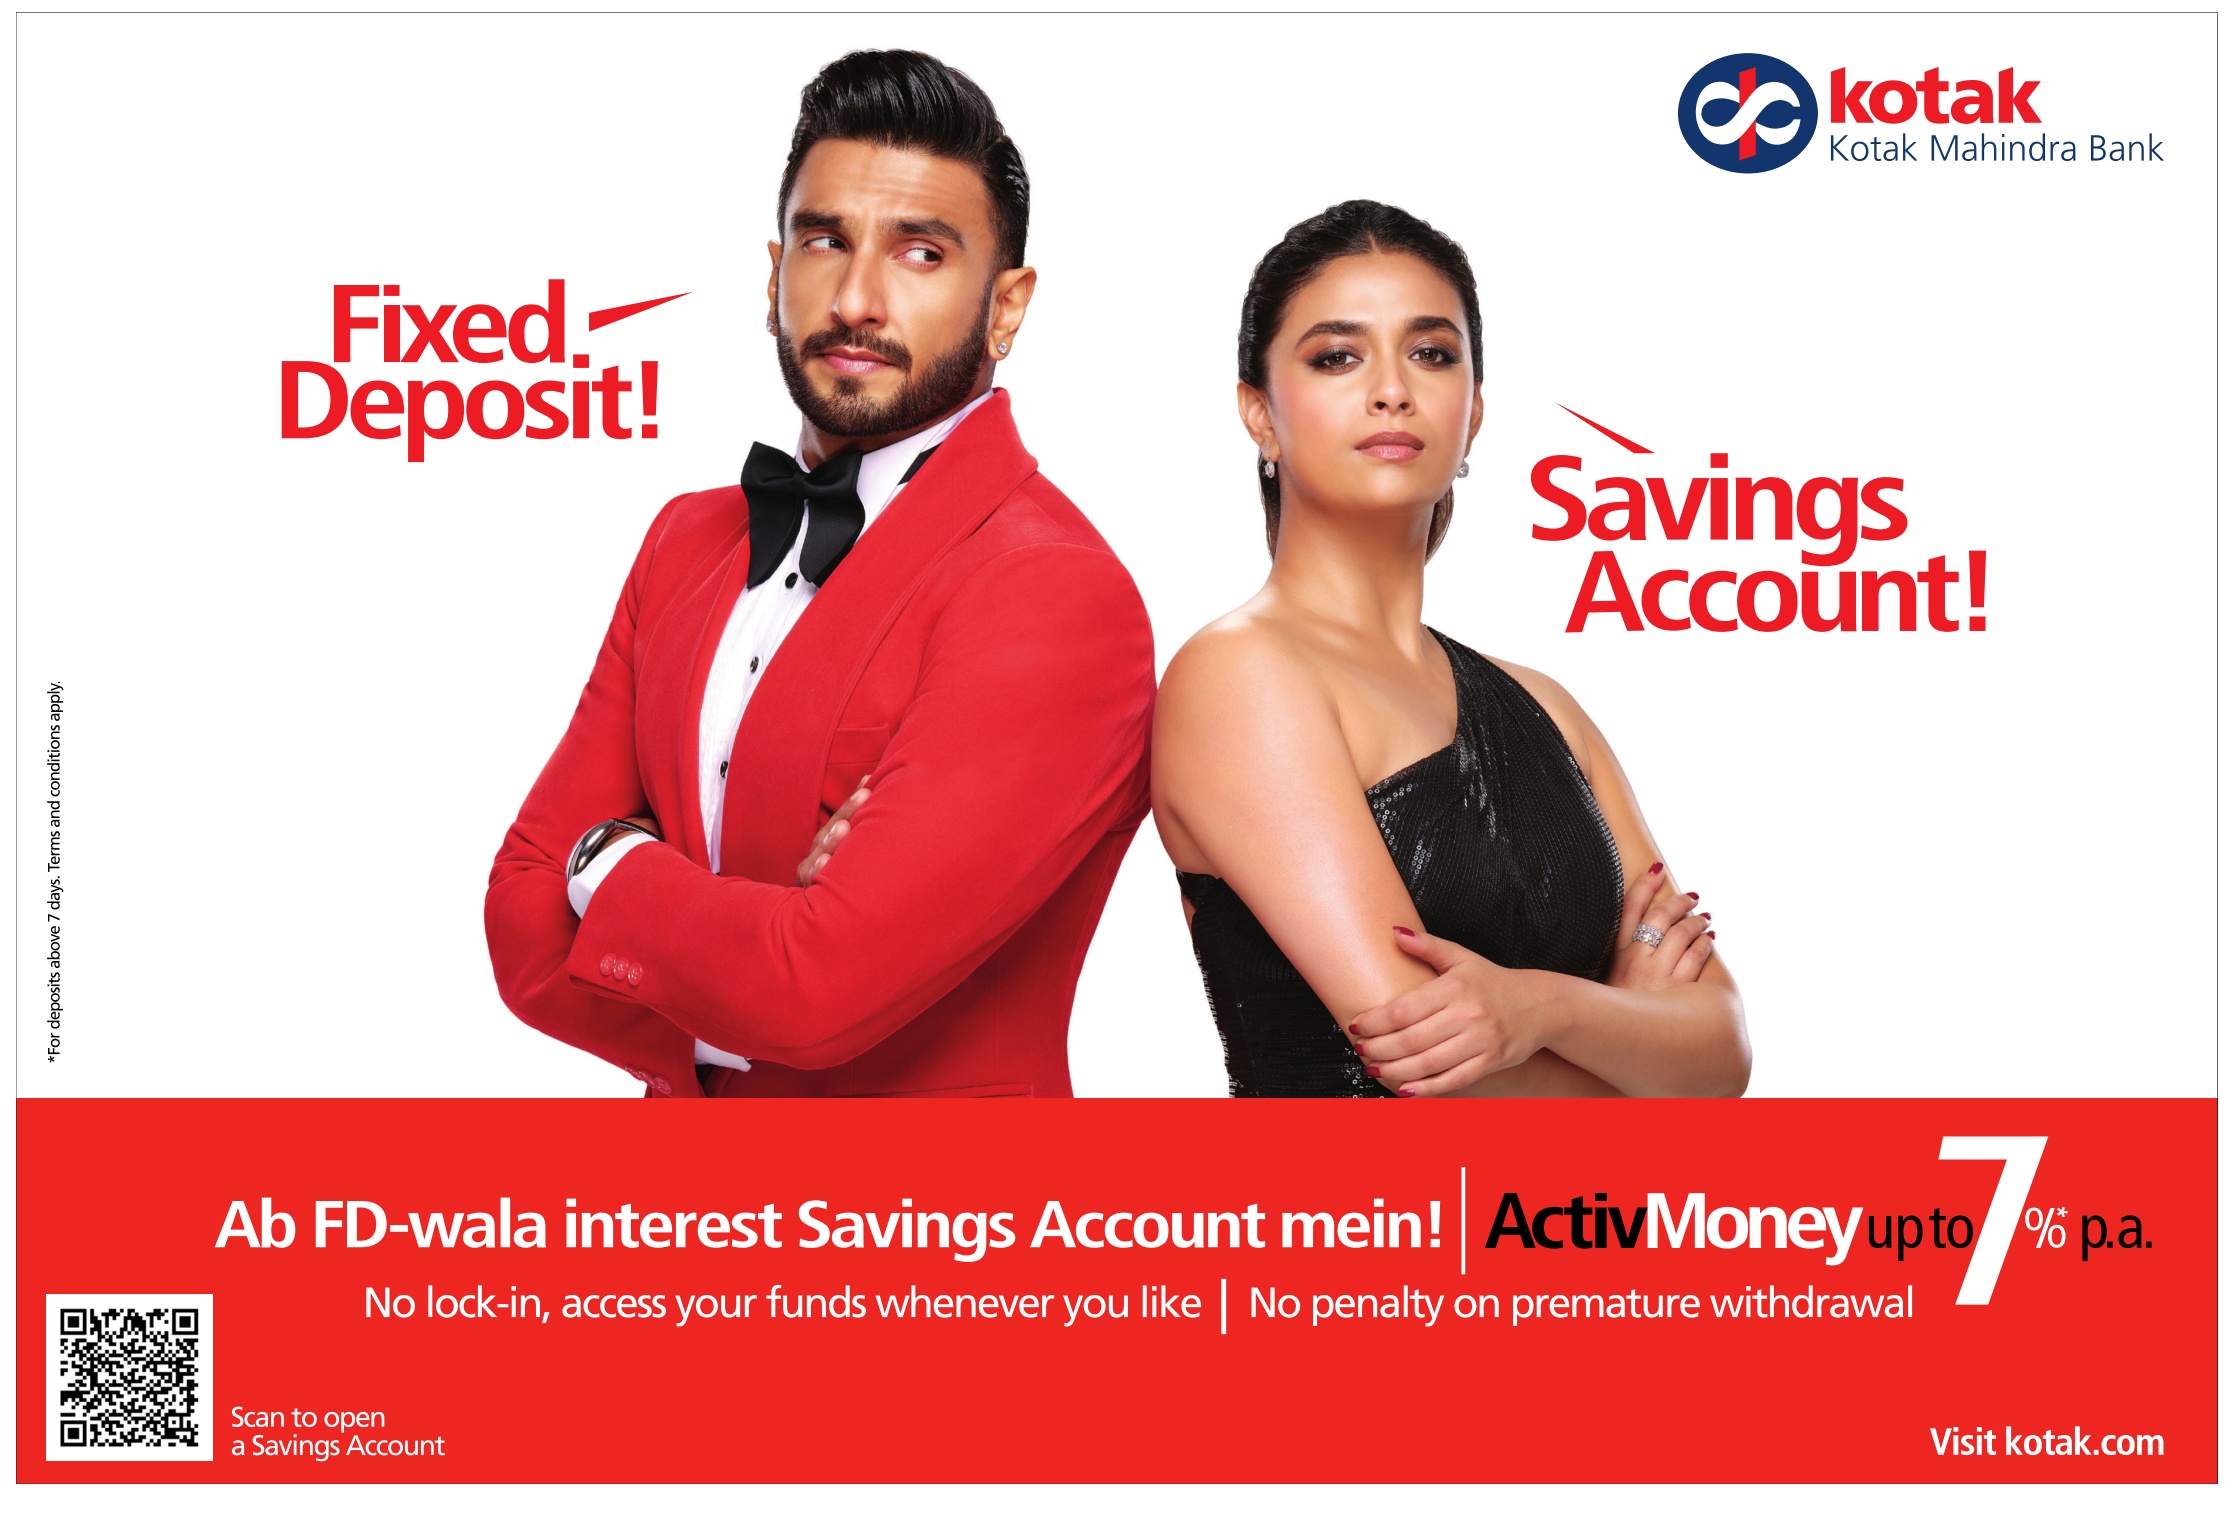 kotak
Kotak Mahindra Bank
Fixed
Deposit!
Savings
Account!
*For deposits above 7 days. Terms and conditions apply.
Ab FD-wala interest Savings Account mein! ActivMoney up to 7%* p.a.
No lock-in, access your funds whenever you like No penalty on premature withdrawal
Scan to open
a Savings Account
Visit kotak.com